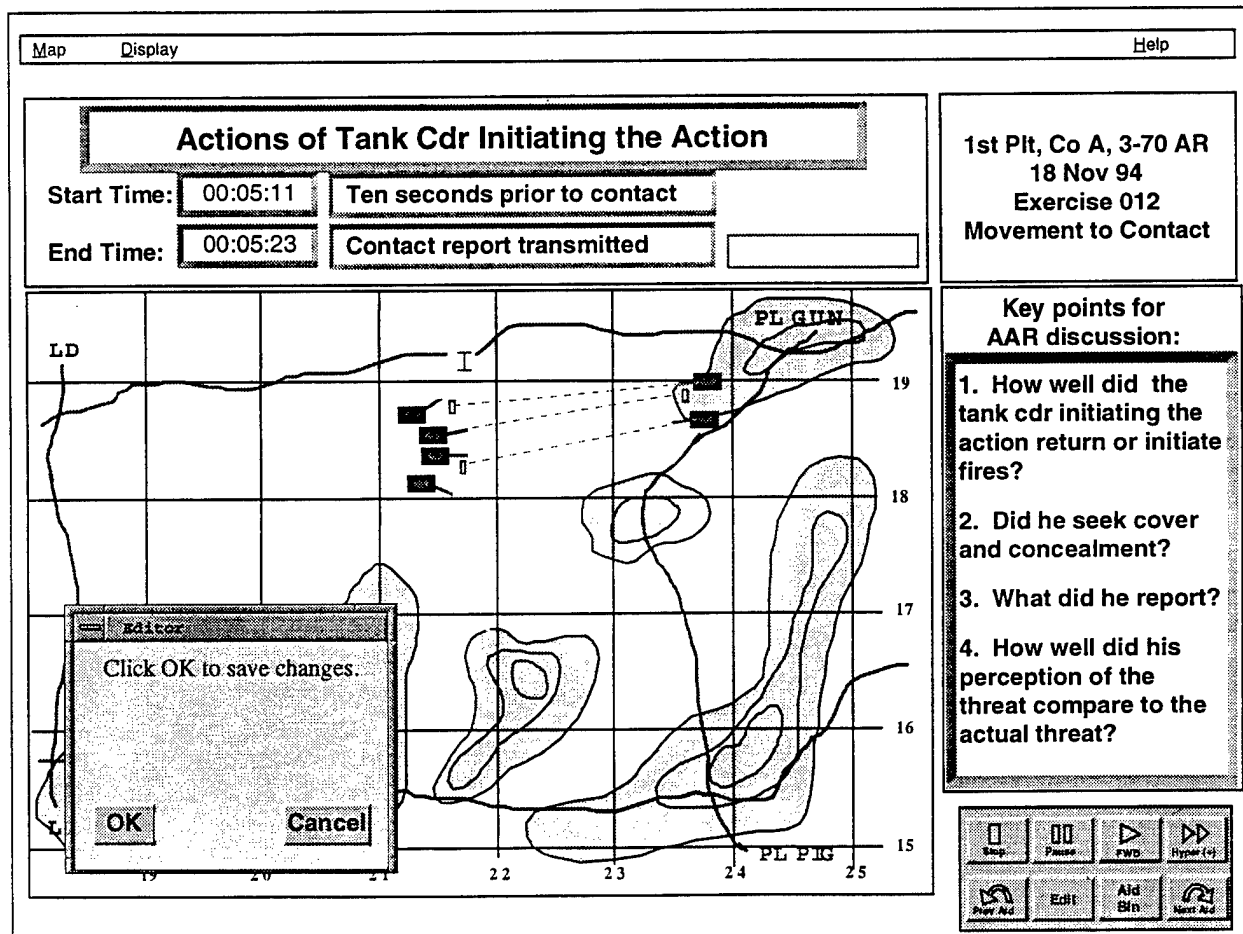 Map Display Help
Actions of Tank Cdr Initiating the Action
Start Time: 00:05:11 Ten seconds prior to contact
End Time: 00:05:23 Contact report transmitted
1st Plt, Co A, 3-70 AR
18 Nov 94
Exercise 012
Movement to Contact
LD
PL GUN
I
19
18
17
16
15
PL PIG
L
19 20 21 22 23 24 25
Editor
Click OK to save changes.
OK Cancel
Key points for
AAR discussion:
1. How well did the
tank cdr initiating the
action return or initiate
fires?
2. Did he seek cover
and concealment?
3. What did he report?
4. How well did his
perception of the
threat compare to the
actual threat?
Stop Pause FWD Hyper (+)
Prev Aid Edit Aid Bin Next Aid